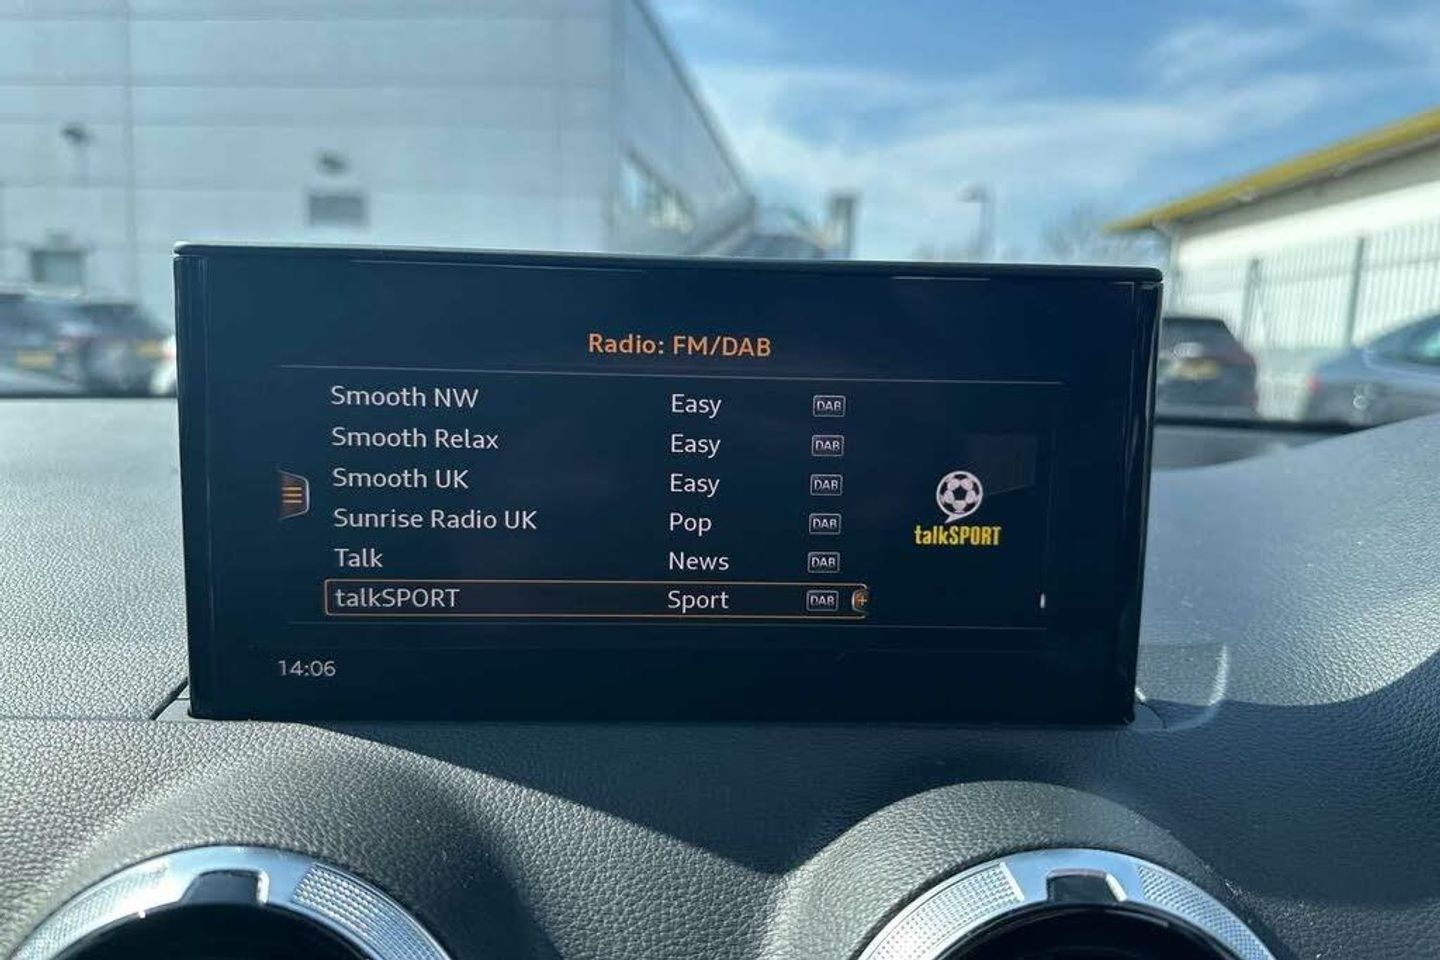 Radio: FM/DAB
Smooth NW Easy DAB
Smooth Relax Easy DAB
Smooth UK Easy DAB
Sunrise Radio UK Pop DAB
Talk News DAB
talkSPORT Sport DAB +
talkSPORT
14:06